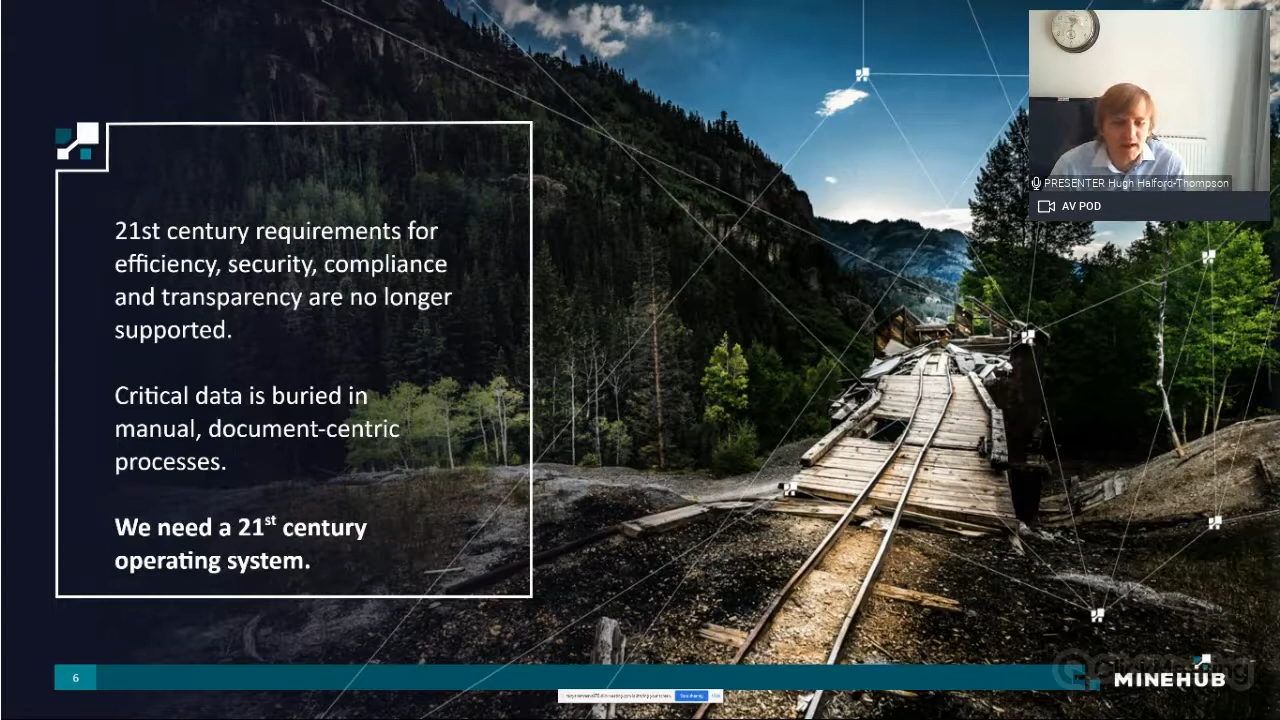 PRESENTER Hugh Halford-Thompson
AV POD
21st century requirements for
efficiency, security, compliance
and transparency are no longer
supported.
Critical data is buried in
manual, document-centric
processes.
We need a 21st century
operating system.
6
ClickMeeting
MINEHUB